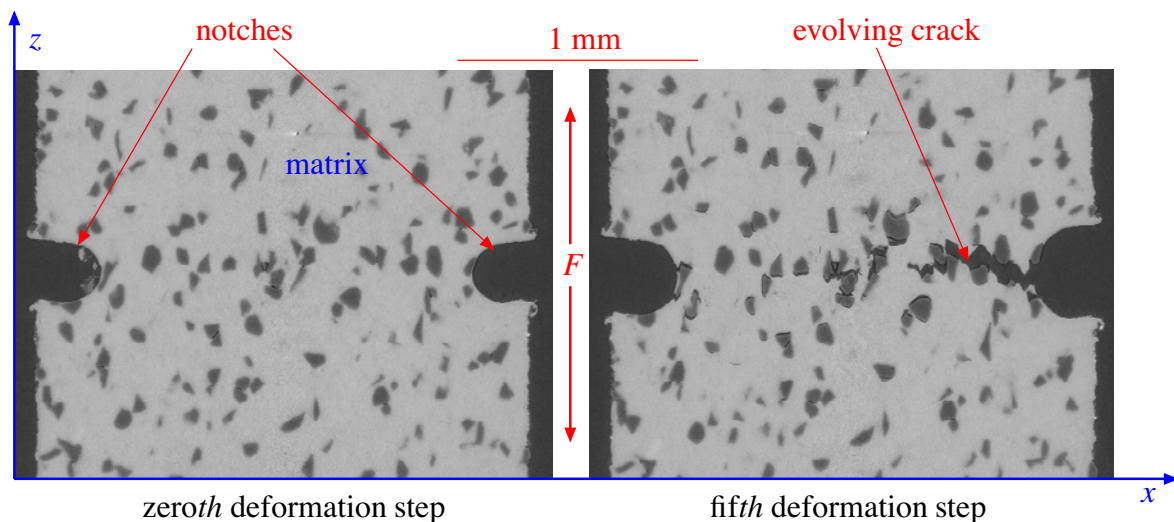 z
notches
1 mm
evolving crack
matrix
F
x
zeroth deformation step
fifth deformation step